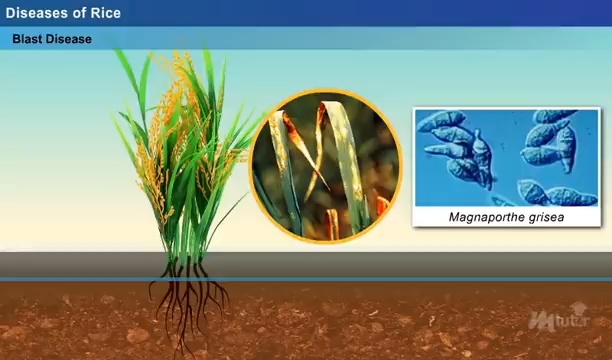 Diseases of Rice
Blast Disease
Magnaporthe grisea